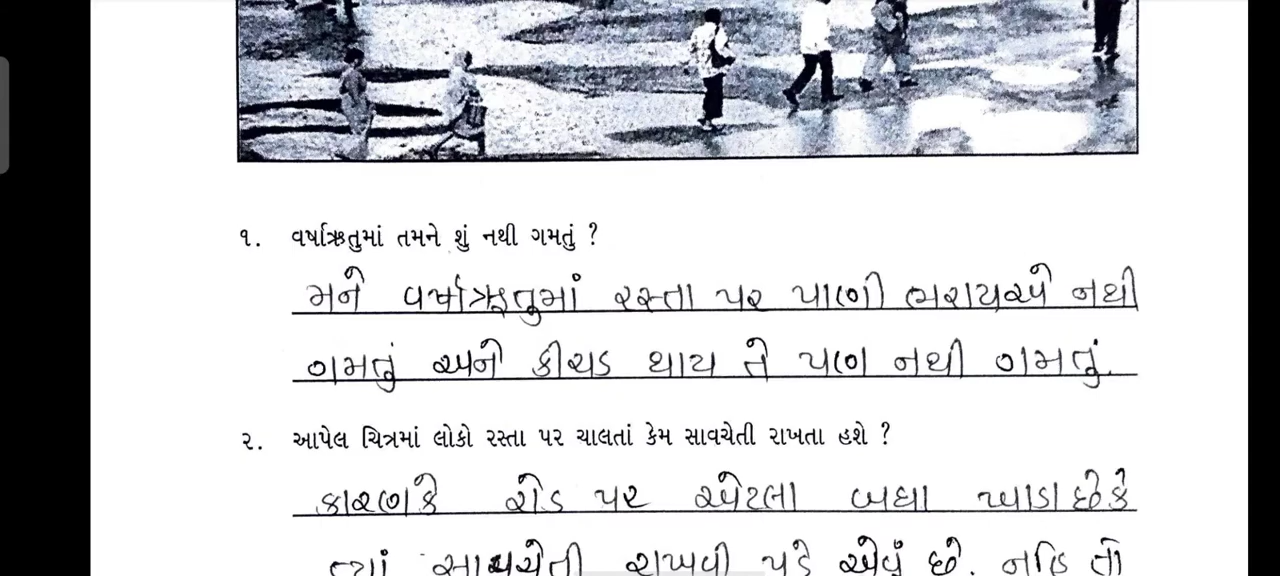 ૧. વર્ષાઋતુમાં તમને શું નથી ગમતું ?
મને વર્ષાઋતુમાં રસ્તા પર પાણી ભરાયએ નથી
ગમતું અને કીચડ થાય તે પણ નથી ગમતું.
૨. આપેલ ચિત્રમાં લોકો રસ્તા પર ચાલતાં કેમ સાવચેતી રાખતા હશે ?
કારણકે રોડ પર એટલા બધા ખાડા છેકે
ત્યાં સાવચેતી રાખવી પડે એવું છે. નહિ તો